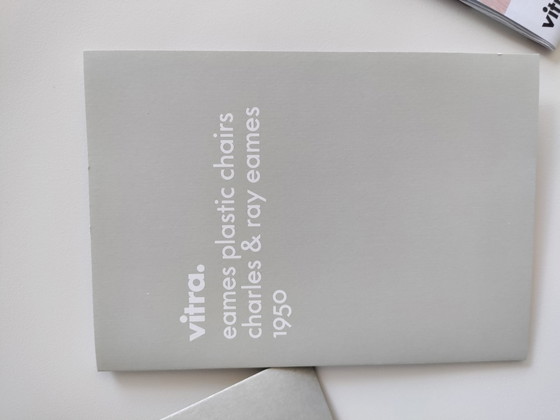 vitra.
eames plastic chairs
charles & ray eames
1950